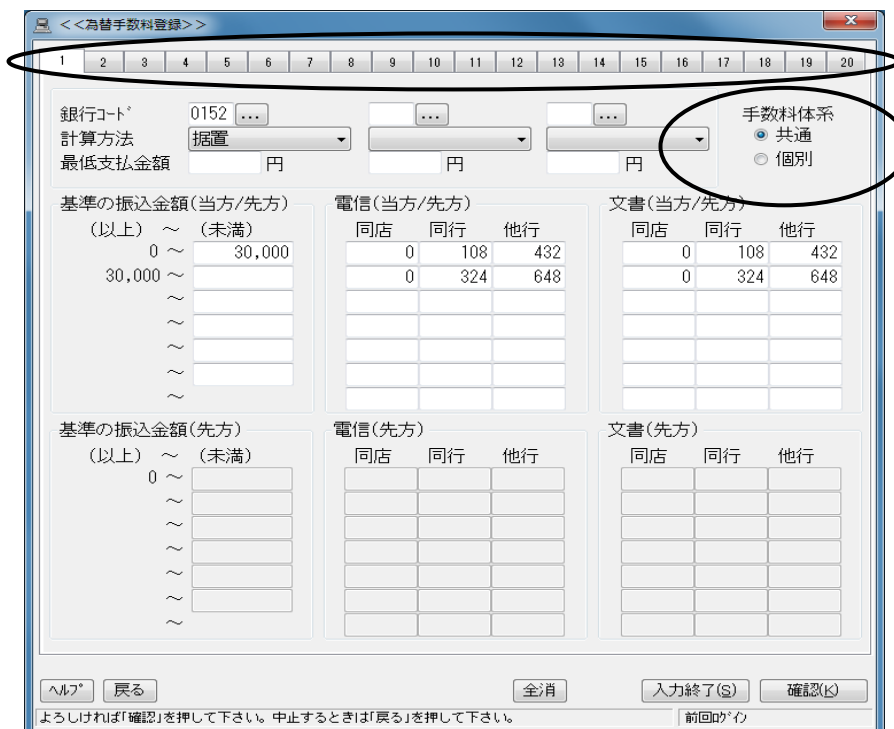 <<為替手数料登録>>
1 2 3 4 5 6 7 8 9 10 11 12 13 14 15 16 17 18 19 20
銀行ｺｰﾄﾞ 0152 ... ... ... 手数料体系
計算方法 据置 共通
最低支払金額 円 円 円 個別
基準の振込金額(当方/先方) 電信(当方/先方) 文書(当方/先方)
(以上) ～ (未満) 同店 同行 他行 同店 同行 他行
0 ～ 30,000 0 108 432 0 108 432
30,000 ～ 0 324 648 0 324 648
～
～
～
～
～
基準の振込金額(先方) 電信(先方) 文書(先方)
(以上) ～ (未満) 同店 同行 他行 同店 同行 他行
0 ～
～
～
～
～
～
～
ﾍﾙﾌﾟ 戻る 全消 入力終了(S) 確認(K)
よろしければ｢確認｣を押して下さい。中止するときは｢戻る｣を押して下さい。 前回ﾛｸﾞｲﾝ